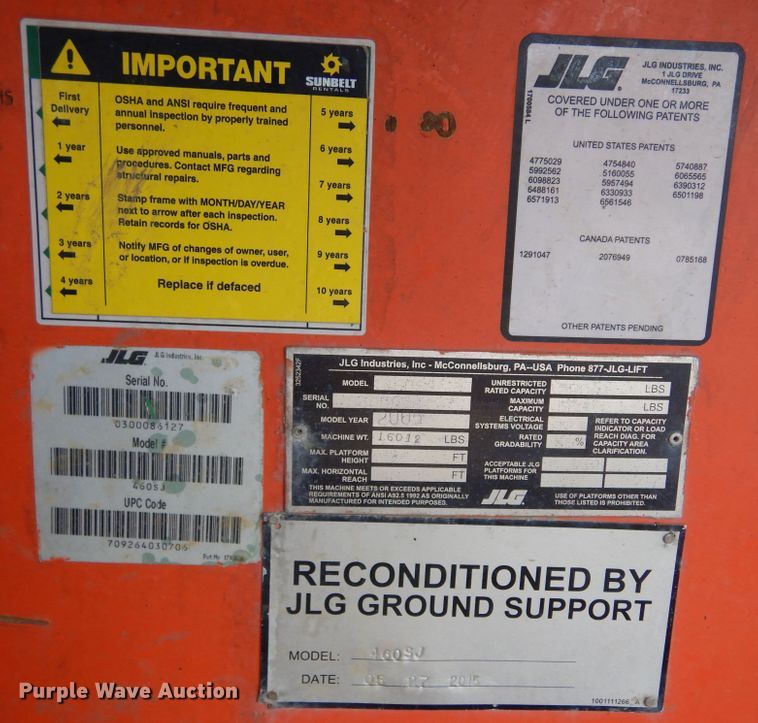 IMPORTANT
SUNBELT
RENTALS
First
Delivery
1 year
2 years
3 years
4 years
OSHA and ANSI require frequent and
annual inspection by properly trained
personnel.
Use approved manuals, parts and
procedures. Contact MFG regarding
structural repairs.
Stamp frame with MONTH/DAY/YEAR
next to arrow after each inspection.
Retain records for OSHA.
Notify MFG of changes of owner, user,
or location, or if inspection is overdue.
Replace if defaced
5 years
6 years
7 years
8 years
9 years
10 years
JLG
JLG INDUSTRIES, INC.
1 JLG DRIVE
McCONNELLSBURG, PA
17233
1700584 L
COVERED UNDER ONE OR MORE
OF THE FOLLOWING PATENTS
UNITED STATES PATENTS
4775029 4754840 5740887
5992562 5160055 6065565
6098823 5957494 6390312
6488161 6330933 6501198
6571913 6561546
CANADA PATENTS
1291047 2076949 0785168
OTHER PATENTS PENDING
JLG JLG Industries, Inc.
Serial No.
0300086127
Model #
460SJ
UPC Code
709264030706
Part No.
JLG Industries, Inc - McConnellsburg, PA--USA Phone 877-JLG-LIFT
MODEL
SERIAL
NO.
MODEL YEAR 2005
MACHINE WT. 16012 LBS
MAX. PLATFORM
HEIGHT FT
MAX. HORIZONTAL
REACH FT
THIS MACHINE MEETS OR EXCEEDS APPLICABLE
REQUIREMENTS OF ANSI A92.5 1992 AS ORIGINALLY
MANUFACTURED FOR INTENDED PURPOSES.
JLG
UNRESTRICTED
RATED CAPACITY LBS
MAXIMUM
CAPACITY LBS
ELECTRICAL
SYSTEMS VOLTAGE
RATED
GRADABILITY %
REFER TO CAPACITY
INDICATOR OR LOAD
REACH DIAG. FOR
CAPACITY AREA
CLARIFICATION.
ACCEPTABLE JLG
PLATFORMS FOR
THIS MACHINE
USE OF PLATFORMS OTHER THAN
THOSE LISTED IS PROHIBITED.
RECONDITIONED BY
JLG GROUND SUPPORT
MODEL: 460SJ
DATE: 05 27 2015
1001111266 A
Purple Wave Auction